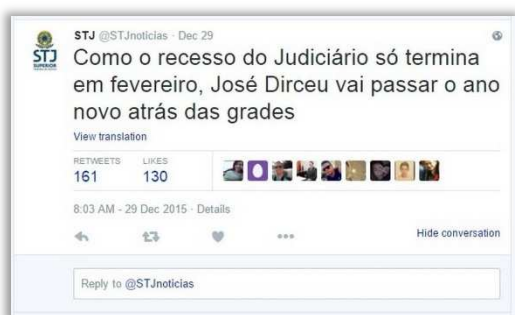 STJ @STJnoticias · Dec 29
STJ
SUPERIOR
Como o recesso do Judiciário só termina
em fevereiro, José Dirceu vai passar o ano
novo atrás das grades
View translation
RETWEETS LIKES
161 130
8:03 AM - 29 Dec 2015 · Details
Hide conversation
Reply to @STJnoticias